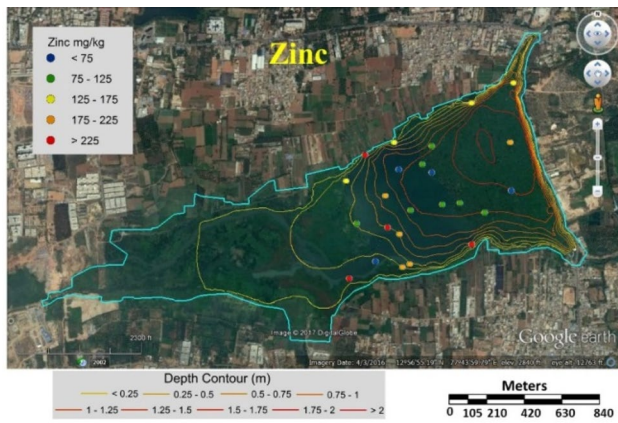 Zinc
Zinc mg/kg
< 75
75 - 125
125 - 175
175 - 225
> 225
N
2500 ft
Image © 2017 DigitalGlobe
Google earth
2002
Imagery Date: 4/3/2016
Depth Contour (m)
< 0.25 0.25 - 0.5 0.5 - 0.75 0.75 - 1
1 - 1.25 1.25 - 1.5 1.5 - 1.75 1.75 - 2 > 2
Meters
0 105 210 420 630 840